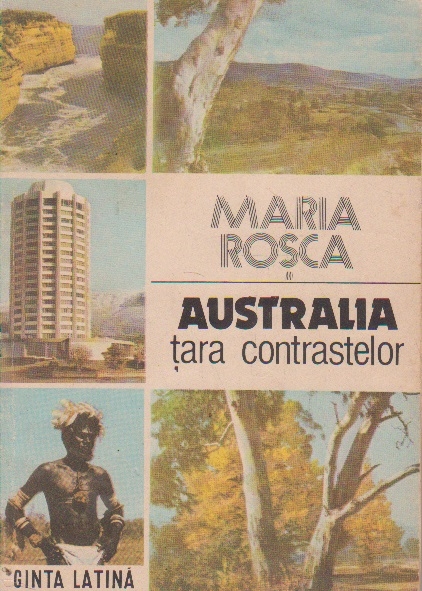 MARIA
ROȘCA
AUSTRALIA
țara contrastelor
GINTA LATINĂ